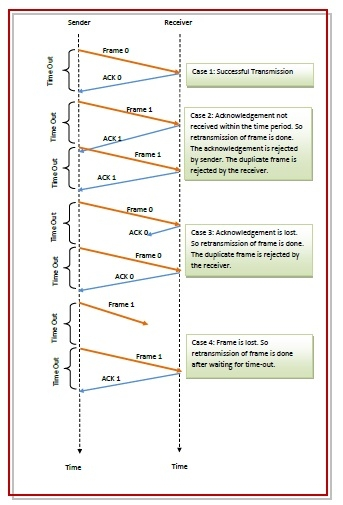 Sender
Receiver
Frame 0
Time Out
ACK 0
Case 1: Successful Transmission
Frame 1
Time Out
ACK 1
Case 2: Acknowledgement not
received within the time period. So
retransmission of frame is done.
The acknowledgement is rejected
by sender. The duplicate frame is
rejected by the receiver.
Frame 1
Time Out
ACK 1
Frame 0
Time Out
ACK 0
Case 3: Acknowledgement is lost.
So retransmission of frame is done.
The duplicate frame is rejected by
the receiver.
Frame 0
Time Out
ACK 0
Frame 1
Time Out
Case 4: Frame is lost. So
retransmission of frame is done
after waiting for time-out.
Frame 1
Time Out
ACK 1
Time
Time